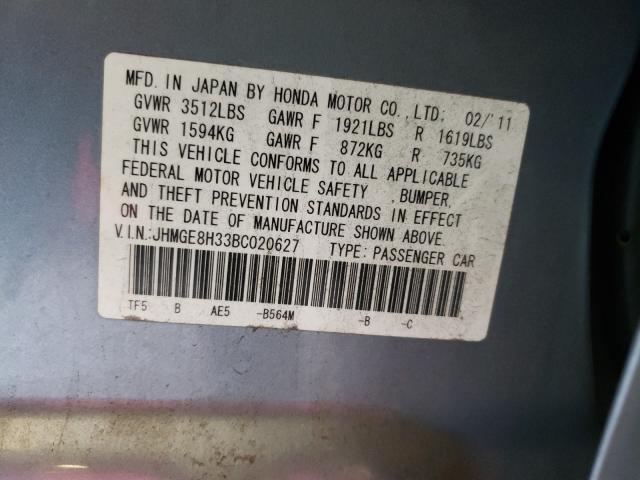 MFD. IN JAPAN BY HONDA MOTOR CO., LTD. 02/'11
GVWR 3512LBS GAWR F 1921LBS R 1619LBS
GVWR 1594KG GAWR F 872KG R 735KG
THIS VEHICLE CONFORMS TO ALL APPLICABLE
FEDERAL MOTOR VEHICLE SAFETY , BUMPER,
AND THEFT PREVENTION STANDARDS IN EFFECT
ON THE DATE OF MANUFACTURE SHOWN ABOVE.
V.I.N.:JHMGE8H33BC020627 TYPE: PASSENGER CAR
TF5 B AE5 -B564M -B -C